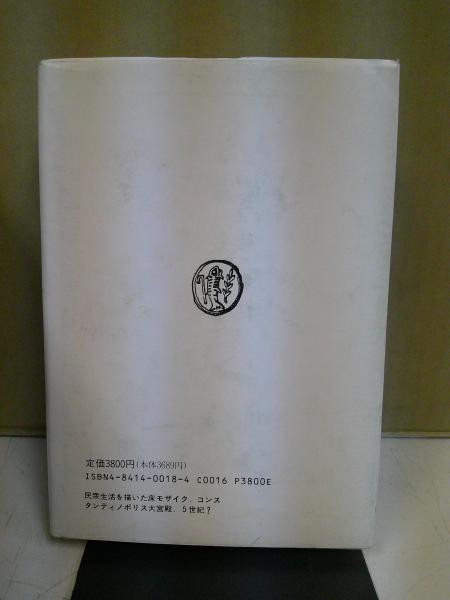 定価3800円(本体3689円)
ISBN4-8414-0018-4 C0016 P3800E
民衆生活を描いた床モザイク．コンス
タンティノポリス大宮殿．5世紀？